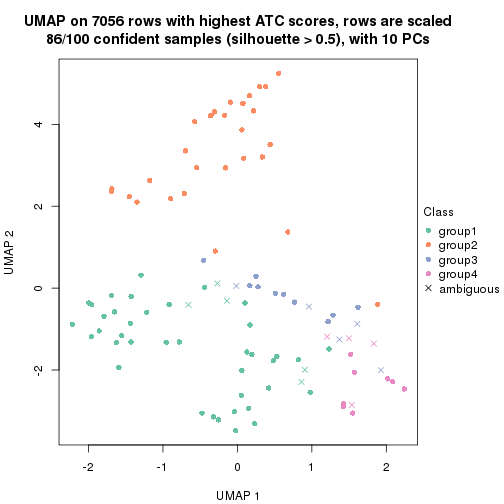 UMAP on 7056 rows with highest ATC scores, rows are scaled
86/100 confident samples (silhouette > 0.5), with 10 PCs
4
2
0
-2
UMAP 2
-2
-1
0
1
2
UMAP 1
Class
group1
group2
group3
group4
ambiguous